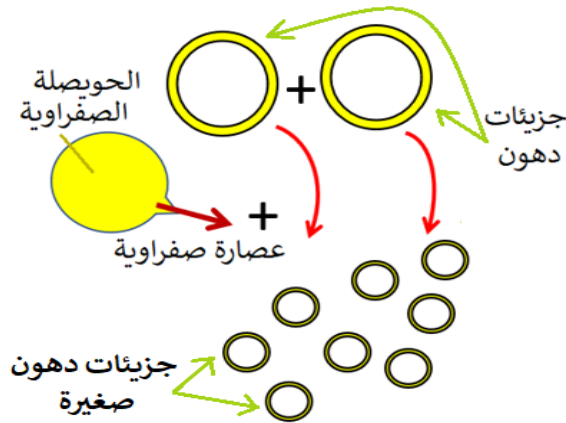 الحويصلة
الصفراوية
+
جزيئات
دهون
+
عصارة صفراوية
جزيئات دهون
صغيرة